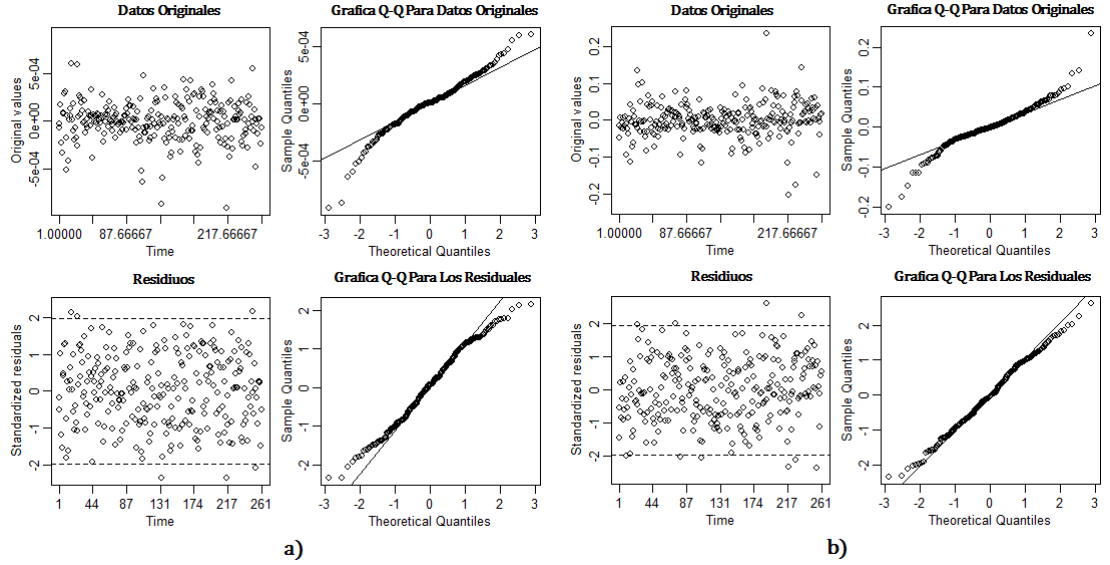 Datos Originales
Original values
5e-04
0e+00
-5e-04
1.00000 87.66667 217.66667
Time
Grafica Q-Q Para Datos Originales
Sample Quantiles
5e-04
0e+00
-5e-04
-3 -2 -1 0 1 2 3
Theoretical Quantiles
Datos Originales
Original values
0.2
0.1
0.0
-0.1
-0.2
1.00000 87.66667 217.66667
Time
Grafica Q-Q Para Datos Originales
Sample Quantiles
0.2
0.1
0.0
-0.1
-0.2
-3 -2 -1 0 1 2 3
Theoretical Quantiles
Residiuos
Standardized residuals
2
1
0
-1
-2
1 44 87 131 174 217 261
Time
Grafica Q-Q Para Los Residuales
Sample Quantiles
2
1
0
-1
-2
-3 -2 -1 0 1 2 3
Theoretical Quantiles
Residiuos
Standardized residuals
2
1
0
-1
-2
1 44 87 131 174 217 261
Time
Grafica Q-Q Para Los Residuales
Sample Quantiles
2
1
0
-1
-2
-3 -2 -1 0 1 2 3
Theoretical Quantiles
a)
b)